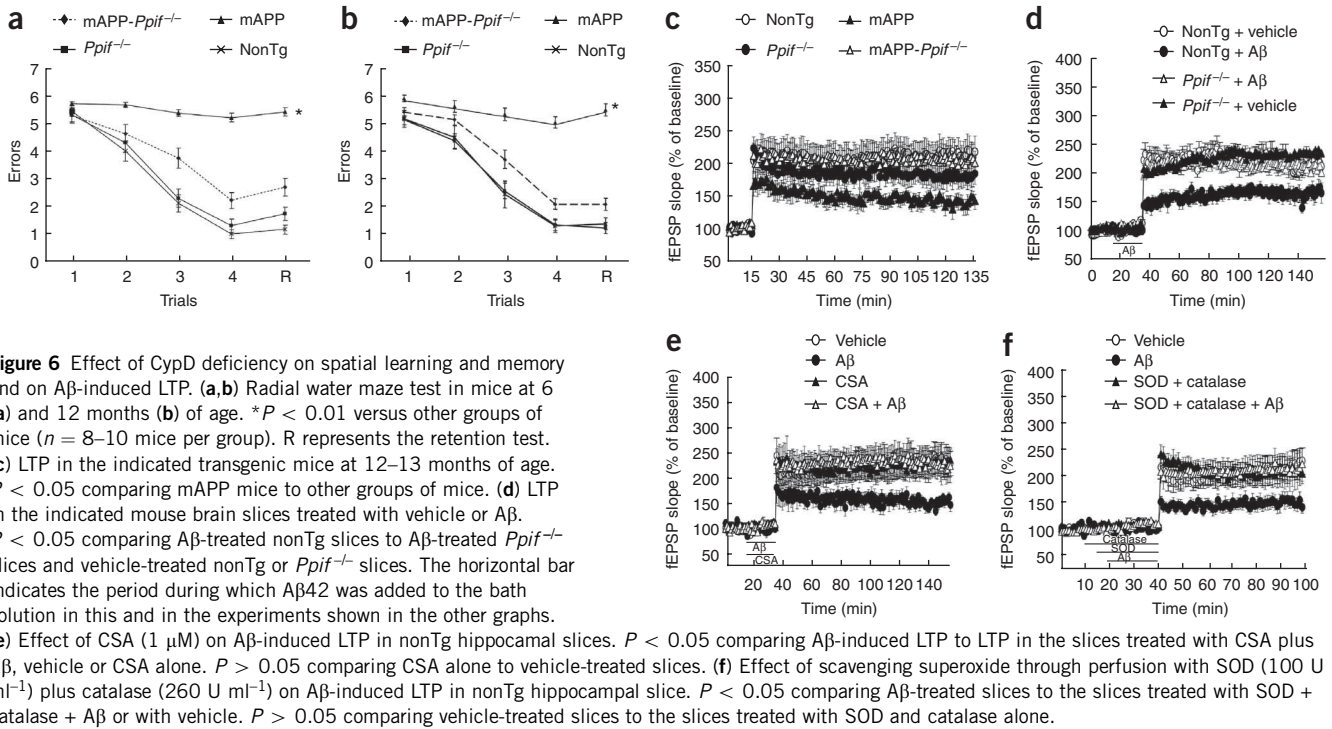 a
mAPP-Ppif–/–
mAPP
Ppif–/–
NonTg
7
6
5
4
3
2
1
0
Errors
1 2 3 4 R
Trials
*
b
mAPP-Ppif–/–
mAPP
Ppif–/–
NonTg
7
6
5
4
3
2
1
0
Errors
1 2 3 4 R
Trials
*
c
NonTg
mAPP
Ppif–/–
mAPP-Ppif–/–
350
300
250
200
150
100
50
fEPSP slope (% of baseline)
15 30 45 60 75 90 105 120 135
Time (min)
d
NonTg + vehicle
NonTg + Aβ
Ppif–/– + Aβ
Ppif–/– + vehicle
400
350
300
250
200
150
100
50
fEPSP slope (% of baseline)
Aβ
0 20 40 60 80 100 120 140
Time (min)
e
Vehicle
Aβ
CSA
CSA + Aβ
400
350
300
250
200
150
100
50
fEPSP slope (% of baseline)
Aβ
CSA
20 40 60 80 100 120 140
Time (min)
f
Vehicle
Aβ
SOD + catalase
SOD + catalase + Aβ
400
350
300
250
200
150
100
50
fEPSP slope (% of baseline)
Catalase
SOD
Aβ
10 20 30 40 50 60 70 80 90 100
Time (min)
igure 6 Effect of CypD deficiency on spatial learning and memory
nd on Aβ-induced LTP. (a,b) Radial water maze test in mice at 6
a) and 12 months (b) of age. *P < 0.01 versus other groups of
mice (n = 8–10 mice per group). R represents the retention test.
c) LTP in the indicated transgenic mice at 12–13 months of age.
P < 0.05 comparing mAPP mice to other groups of mice. (d) LTP
n the indicated mouse brain slices treated with vehicle or Aβ.
P < 0.05 comparing Aβ-treated nonTg slices to Aβ-treated Ppif–/–
lices and vehicle-treated nonTg or Ppif–/– slices. The horizontal bar
ndicates the period during which Aβ42 was added to the bath
olution in this and in the experiments shown in the other graphs.
e) Effect of CSA (1 μM) on Aβ-induced LTP in nonTg hippocamal slices. P < 0.05 comparing Aβ-induced LTP to LTP in the slices treated with CSA plus
β, vehicle or CSA alone. P > 0.05 comparing CSA alone to vehicle-treated slices. (f) Effect of scavenging superoxide through perfusion with SOD (100 U
ml–1) plus catalase (260 U ml–1) on Aβ-induced LTP in nonTg hippocampal slice. P < 0.05 comparing Aβ-treated slices to the slices treated with SOD +
atalase + Aβ or with vehicle. P > 0.05 comparing vehicle-treated slices to the slices treated with SOD and catalase alone.